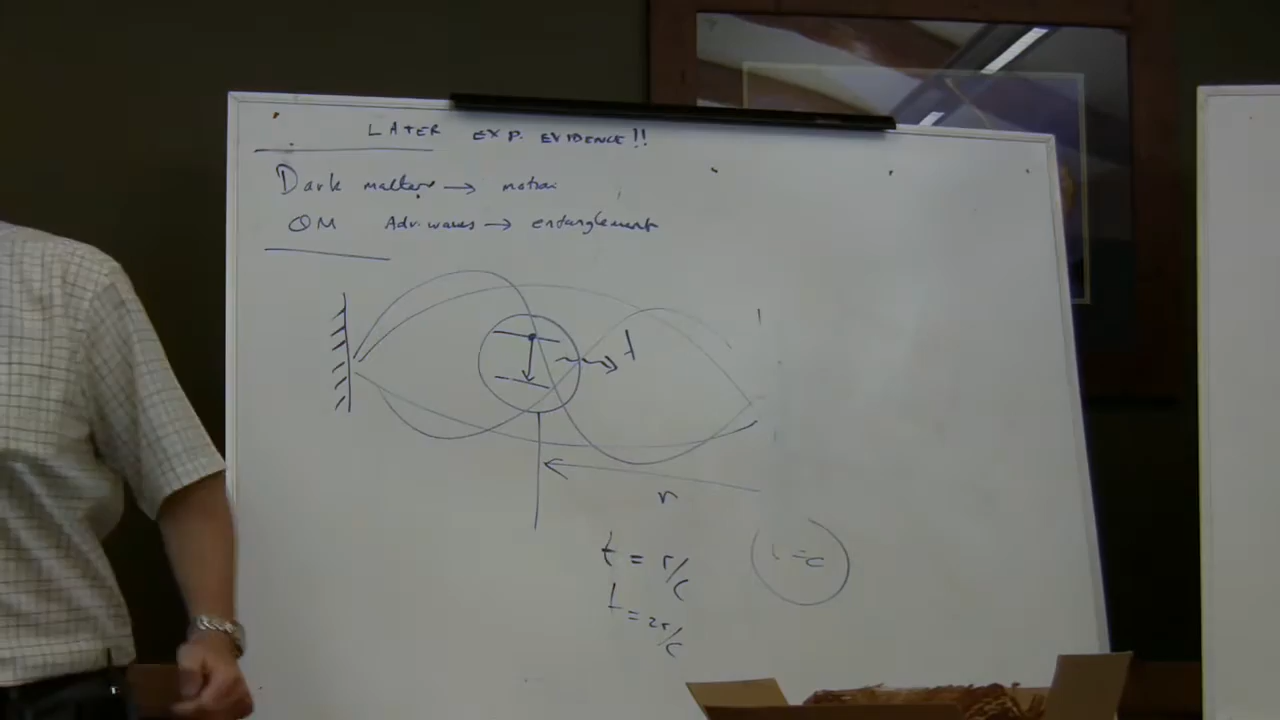 LATER EXP. EVIDENCE!!
Dark matter → motion
QM Adv. waves → entanglement
r
t = r/c
t = 2r/c